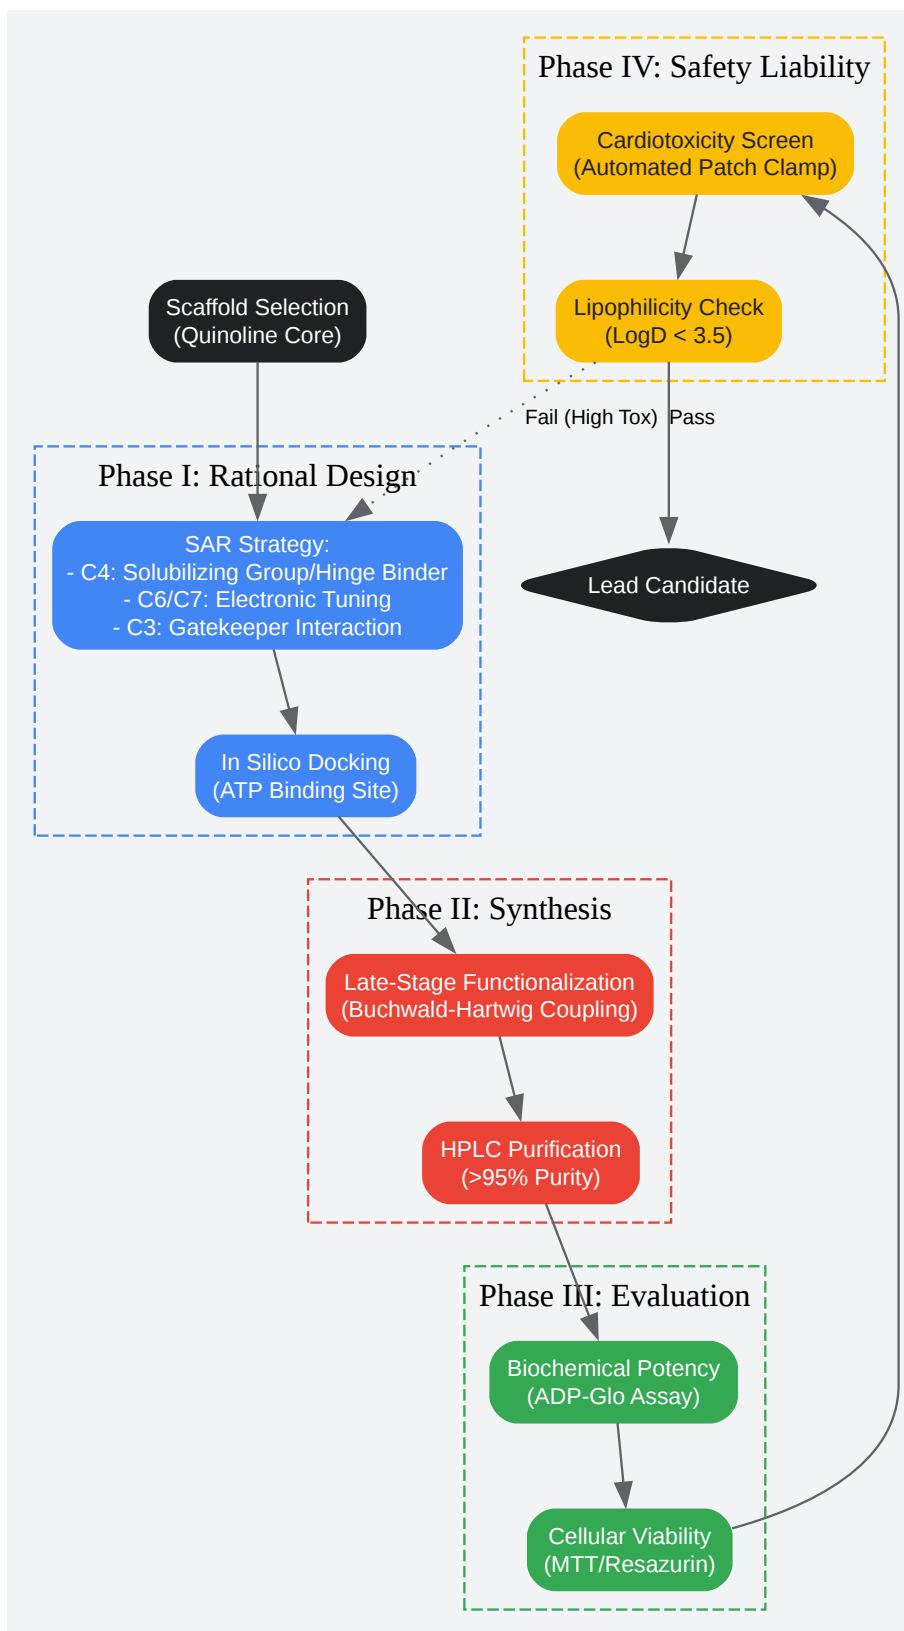 Phase IV: Safety Liability
Cardiotoxicity Screen
(Automated Patch Clamp)
Lipophilicity Check
(LogD < 3.5)
Scaffold Selection
(Quinoline Core)
Fail (High Tox)
Pass
Phase I: Rational Design
SAR Strategy:
- C4: Solubilizing Group/Hinge Binder
- C6/C7: Electronic Tuning
- C3: Gatekeeper Interaction
Lead Candidate
In Silico Docking
(ATP Binding Site)
Phase II: Synthesis
Late-Stage Functionalization
(Buchwald-Hartwig Coupling)
HPLC Purification
(>95% Purity)
Phase III: Evaluation
Biochemical Potency
(ADP-Glo Assay)
Cellular Viability
(MTT/Resazurin)